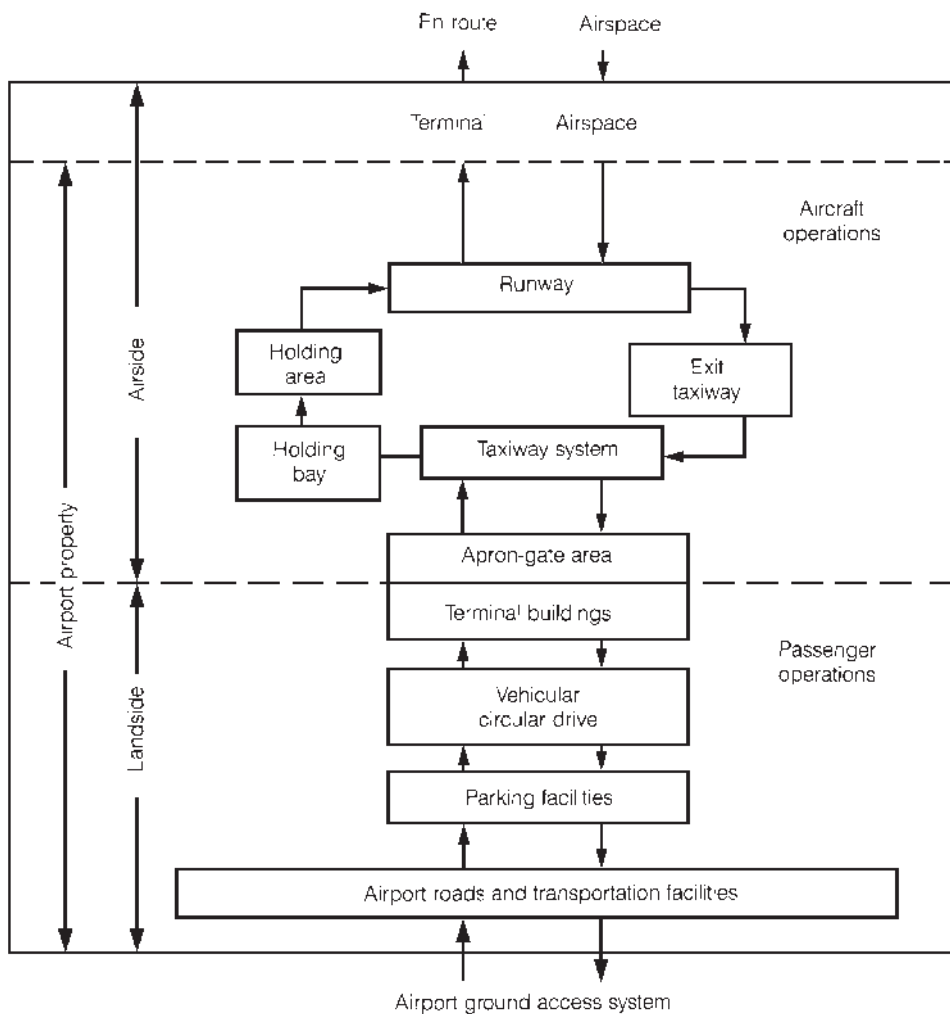 En route Airspace
Terminal Airspace
Aircraft
operations
Runway
Holding
area
Exit
taxiway
Holding
bay
Taxiway system
Airside
Airport property
Apron-gate area
Terminal buildings
Passenger
operations
Vehicular
circular drive
Landside
Parking facilities
Airport roads and transportation facilities
Airport ground access system